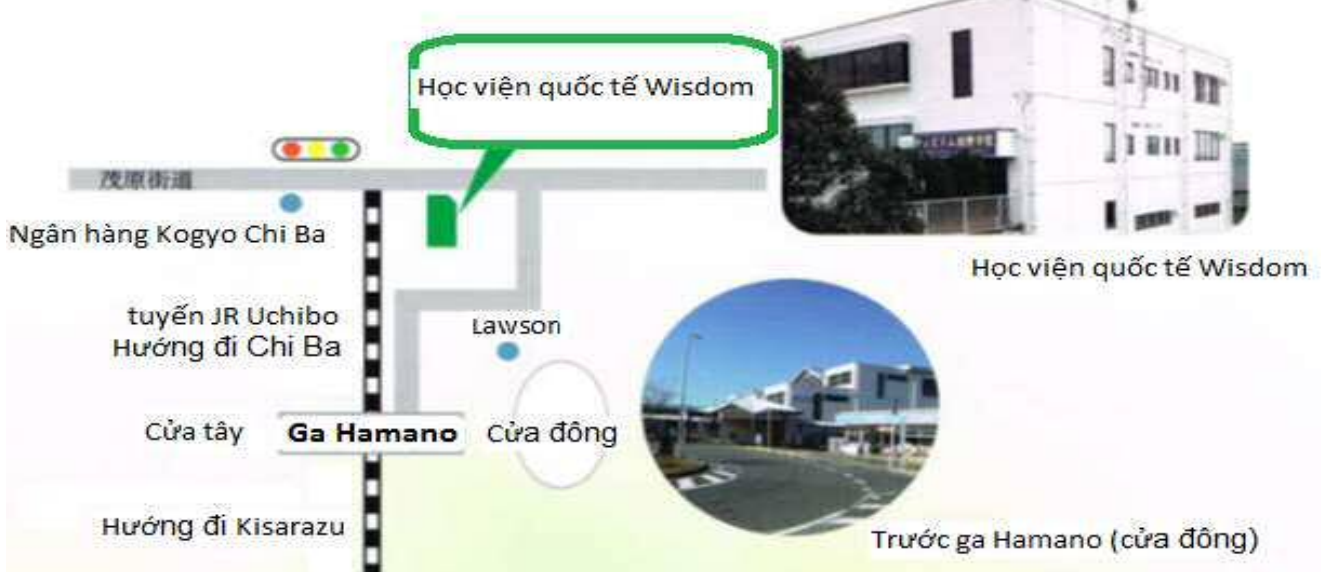 Học viện quốc tế Wisdom
茂原街道
Ngân hàng Kogyo Chi Ba
Học viện quốc tế Wisdom
tuyến JR Uchibo
Hướng đi Chi Ba
Lawson
Cửa tây
Ga Hamano
Cửa đông
Hướng đi Kisarazu
Trước ga Hamano (cửa đông)